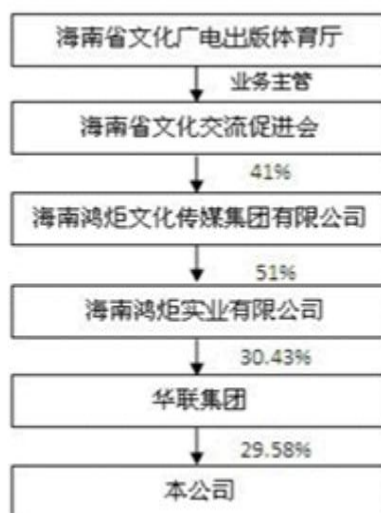 海南省文化广电出版体育厅
业务主管
海南省文化交流促进会
41%
海南鸿炬文化传媒集团有限公司
51%
海南鸿炬实业有限公司
30.43%
华联集团
29.58%
本公司